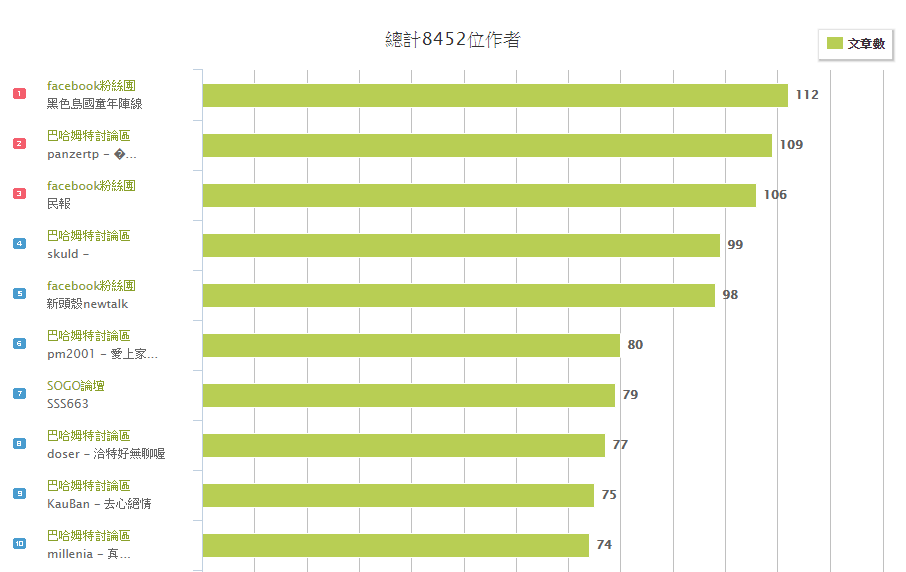 總計8452位作者
文章數
1
facebook粉絲團
黑色島國童年陣線
112
2
巴哈姆特討論區
panzertp - �...
109
3
facebook粉絲團
民報
106
4
巴哈姆特討論區
skuld -
99
5
facebook粉絲團
新頭殼newtalk
98
6
巴哈姆特討論區
pm2001 - 愛上家...
80
7
SOGO論壇
SSS663
79
8
巴哈姆特討論區
doser - 洽特好無聊喔
77
9
巴哈姆特討論區
KauBan - 去心絕情
75
10
巴哈姆特討論區
millenia - 真...
74